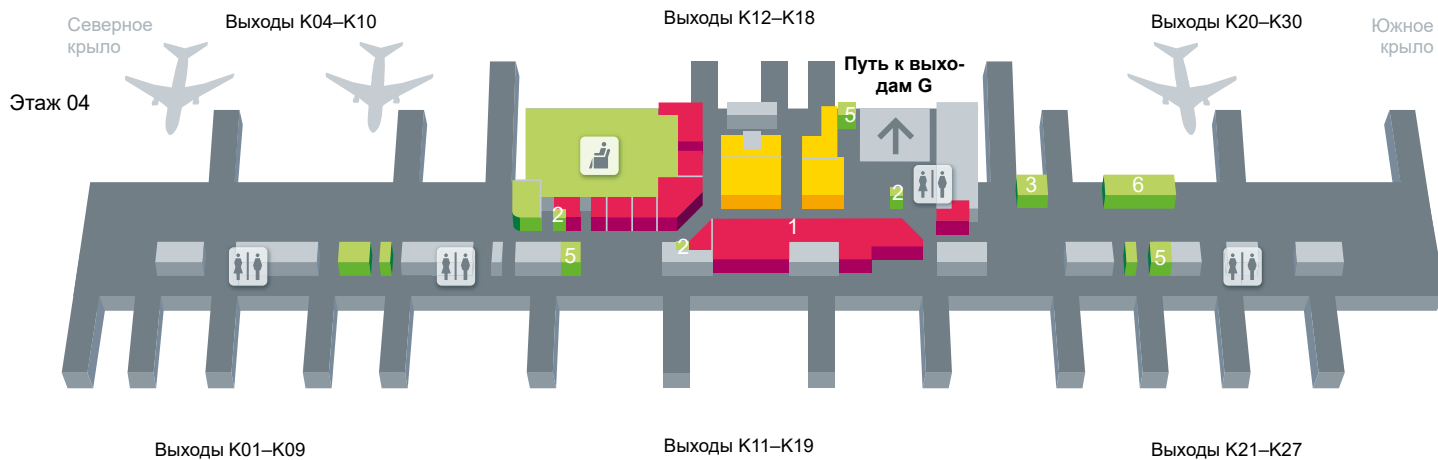 Северное
крыло
Выходы K04–K10
Выходы K12–K18
Выходы K20–K30
Южное
крыло
Этаж 04
Путь к выхо-
дам G
5
2
2
3
6
2
1
5
5
Выходы K01–K09
Выходы K11–K19
Выходы K21–K27